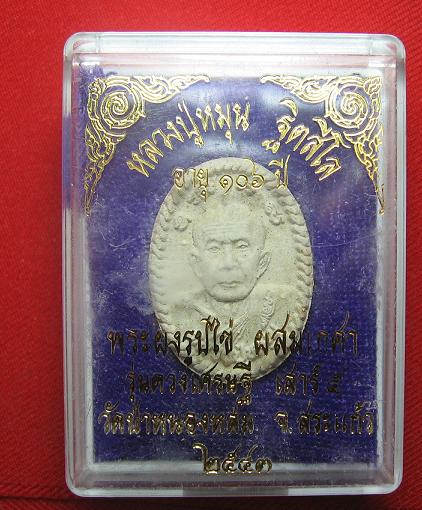 หลวงปู่หมุน ฐิตสีโล
อายุ ๑๐๖ ปี
พระผงรูปไข่ ผสมเกศา
รุ่นดวงเศรษฐี เสาร์ ๕
วัดป่าหนองหล่ม จ.สระแก้ว
๒๕๔๓